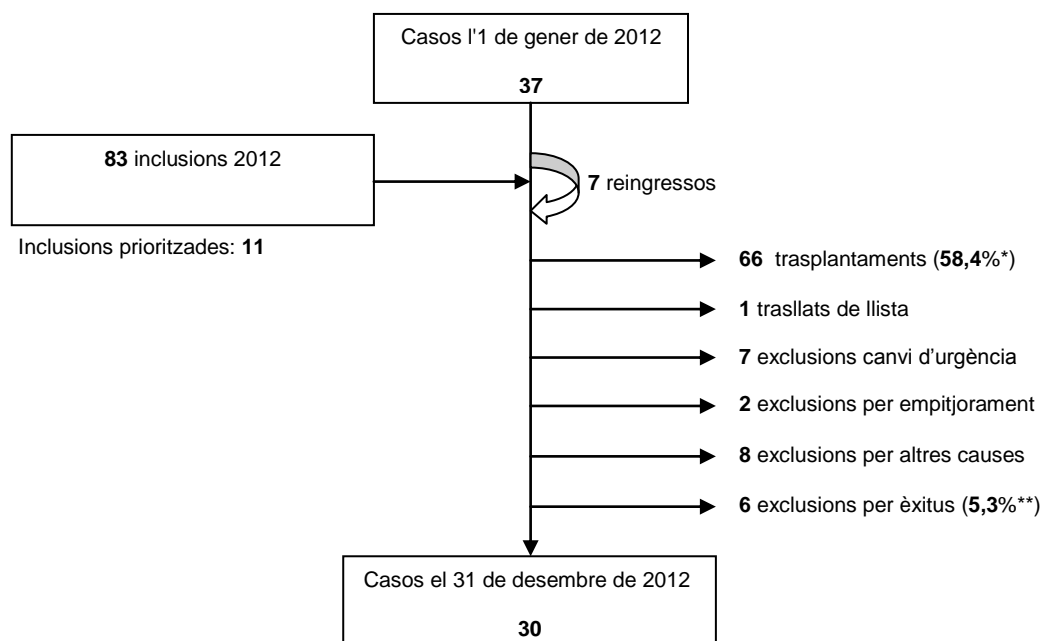 Casos l'1 de gener de 2012
37
83 inclusions 2012
7 reingressos
Inclusions prioritzades: 11
66 trasplantaments (58,4%*)
1 trasllats de llista
7 exclusions canvi d’urgència
2 exclusions per empitjorament
8 exclusions per altres causes
6 exclusions per èxitus (5,3%**)
Casos el 31 de desembre de 2012
30